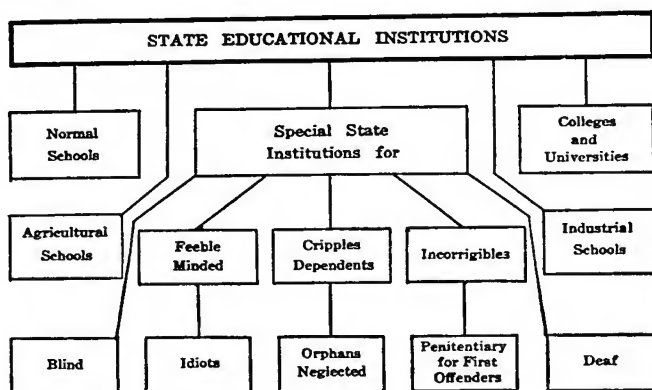 STATE EDUCATIONAL INSTITUTIONS
Normal
Schools
Special State
Institutions for
Colleges
and
Universities
Agricultural
Schools
Feeble
Minded
Cripples
Dependents
Incorrigibles
Industrial
Schools
Blind
Idiots
Orphans
Neglected
Penitentiary
for First
Offenders
Deaf